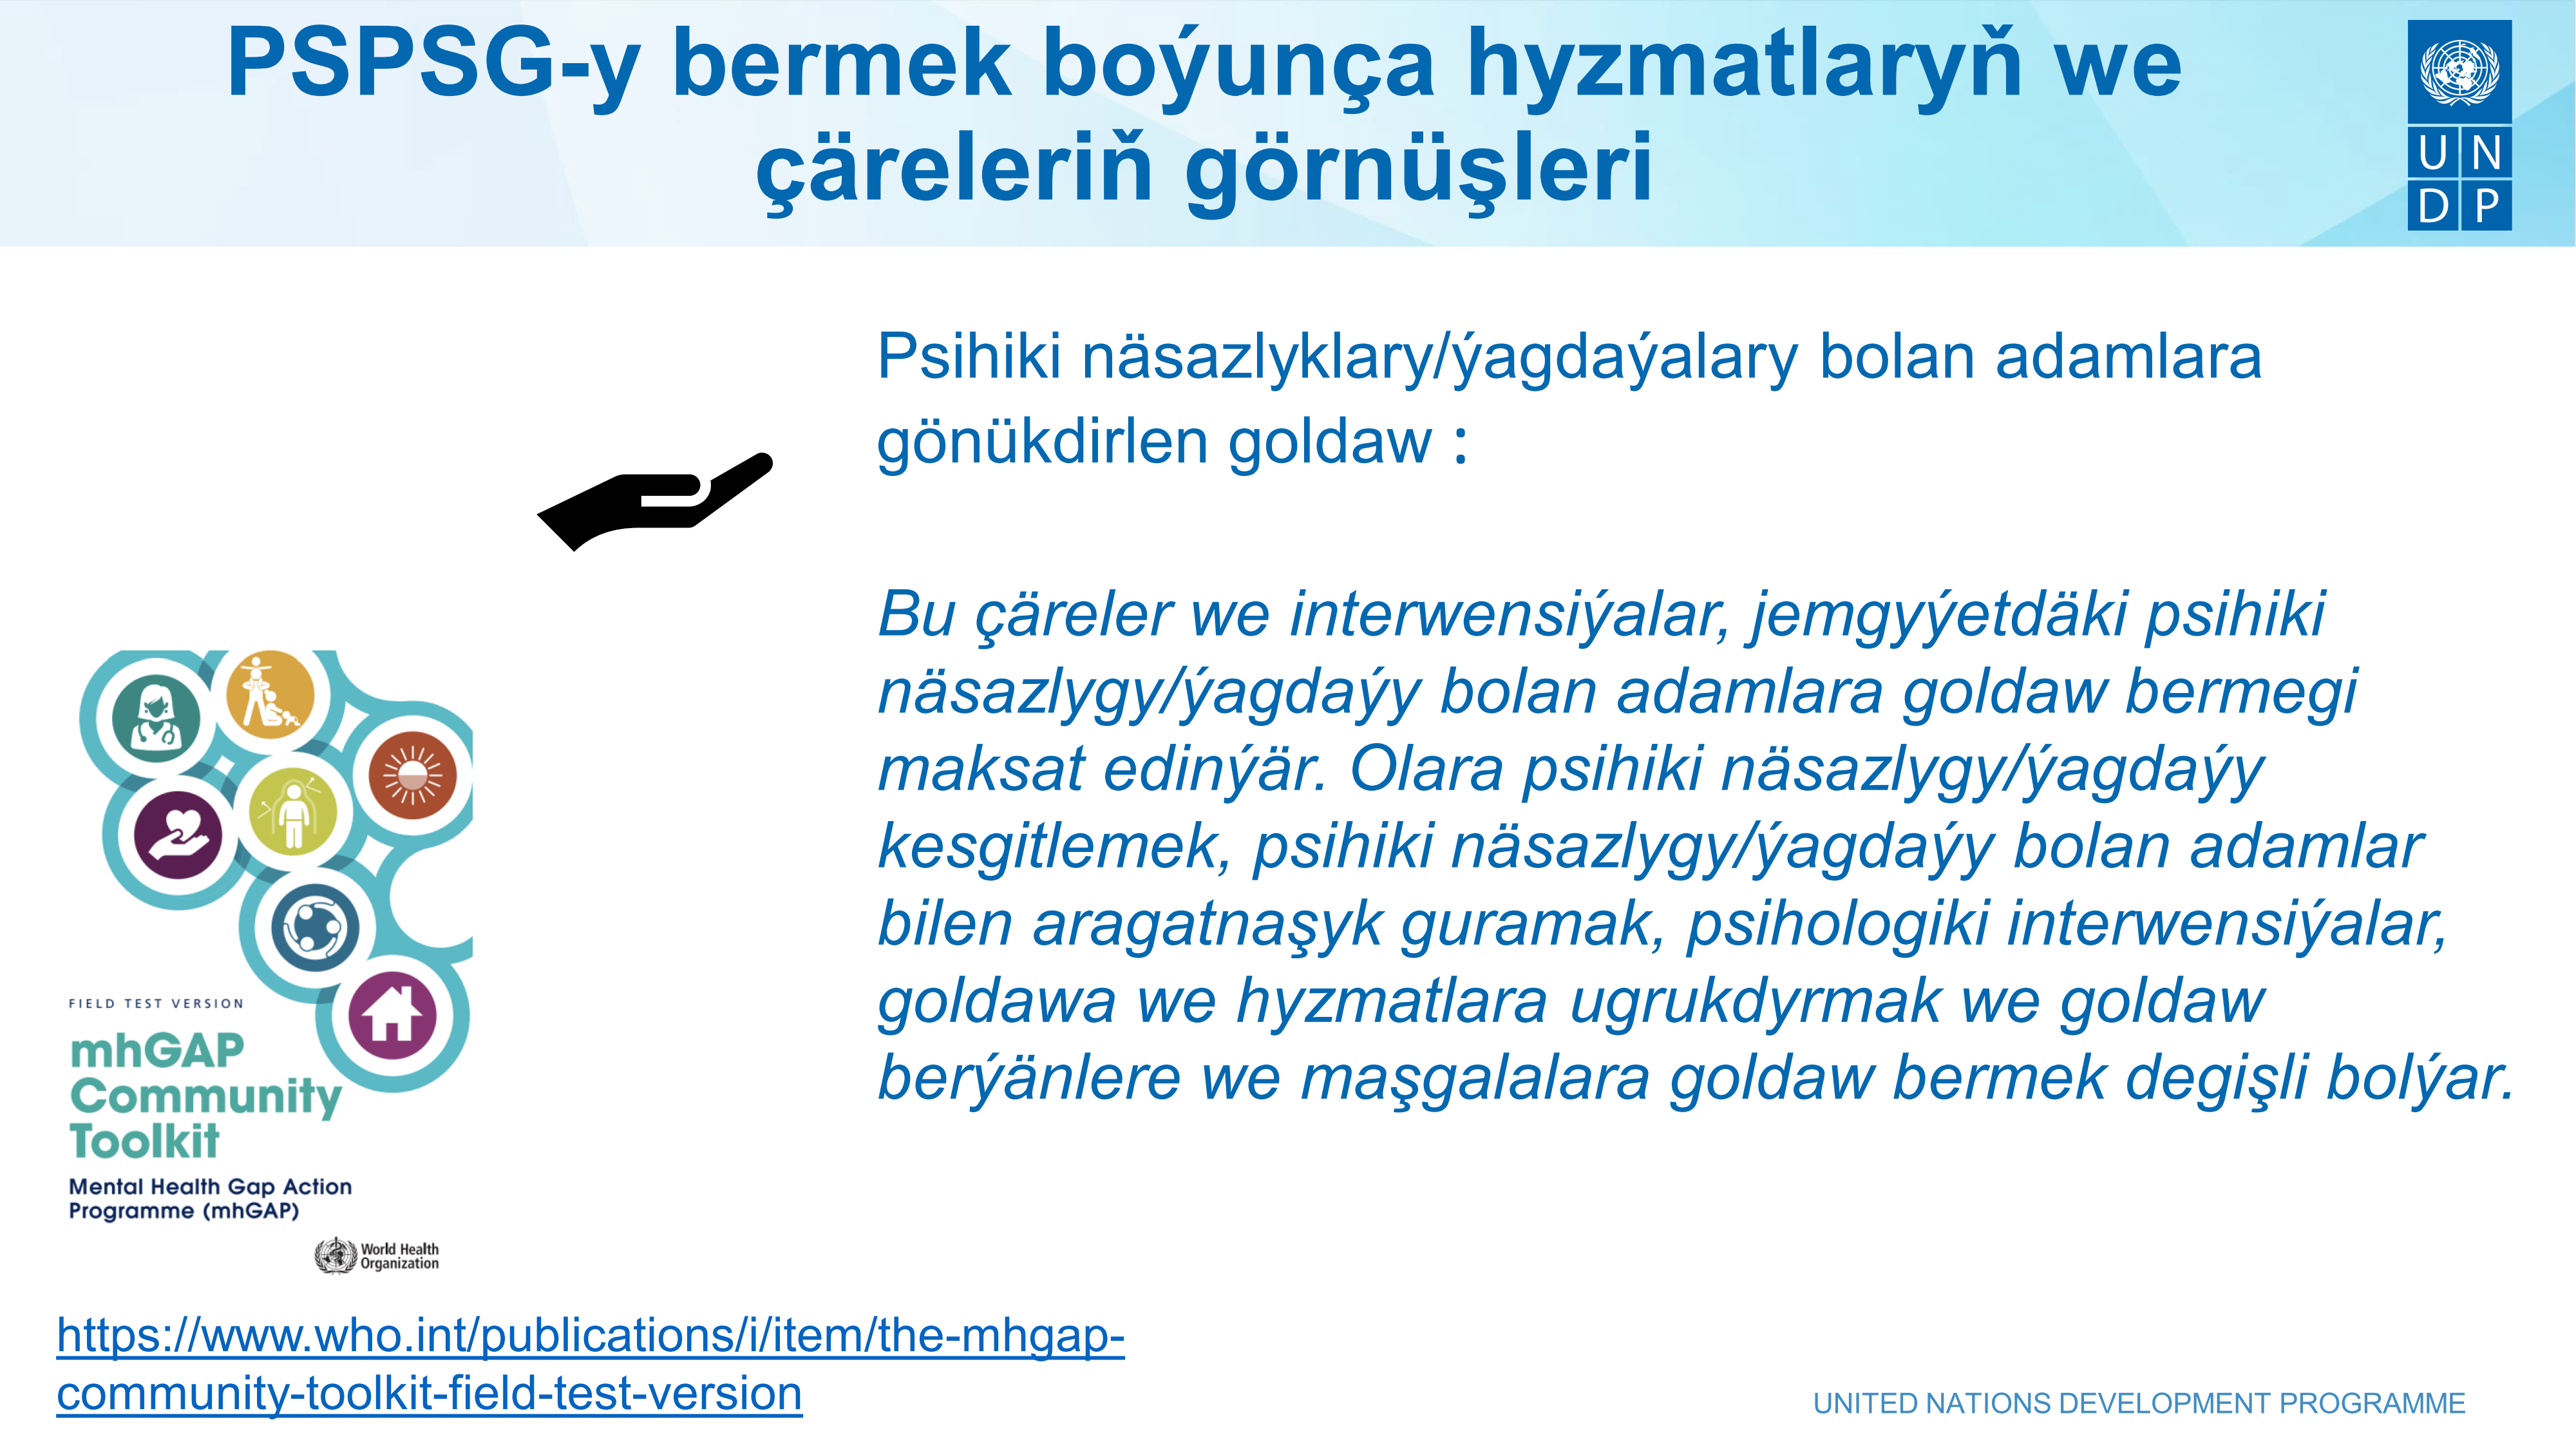 PSPSG-y bermek boýunça hyzmatlaryň we
çäreleriň görnüşleri
U N
D P
Psihiki näsazlyklary/ýagdaýalary bolan adamlara
gönükdirlen goldaw :
Bu çäreler we interwensiýalar, jemgyýetdäki psihiki
näsazlygy/ýagdaýy bolan adamlara goldaw bermegi
maksat edinýär. Olara psihiki näsazlygy/ýagdaýy
kesgitlemek, psihiki näsazlygy/ýagdaýy bolan adamlar
bilen aragatnaşyk guramak, psihologiki interwensiýalar,
goldawa we hyzmatlara ugrukdyrmak we goldaw
berýänlere we maşgalalara goldaw bermek degişli bolýar.
FIELD TEST VERSION
mhGAP
Community
Toolkit
Mental Health Gap Action
Programme (mhGAP)
World Health
Organization
https://www.who.int/publications/i/item/the-mhgap-
community-toolkit-field-test-version
UNITED NATIONS DEVELOPMENT PROGRAMME